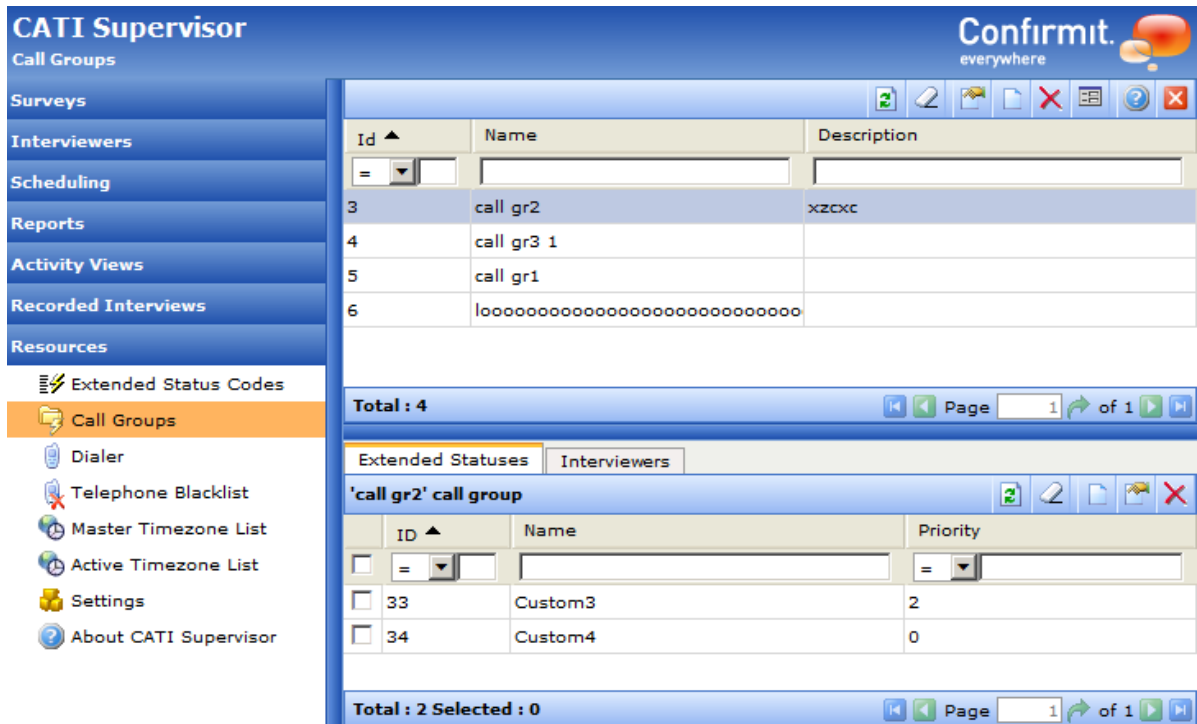 CATI Supervisor
Call Groups
Confirmit.
everywhere
Surveys
Interviewers
Scheduling
Reports
Activity Views
Recorded Interviews
Resources
Extended Status Codes
Call Groups
Dialer
Telephone Blacklist
Master Timezone List
Active Timezone List
Settings
About CATI Supervisor
Id Name Description
=
3 call gr2 xzcxc
4 call gr3 1
5 call gr1
6
Total : 4 Page 1 of 1
Extended Statuses Interviewers
'call gr2' call group
ID Name Priority
= =
33 Custom3 2
34 Custom4 0
Total : 2 Selected : 0 Page 1 of 1